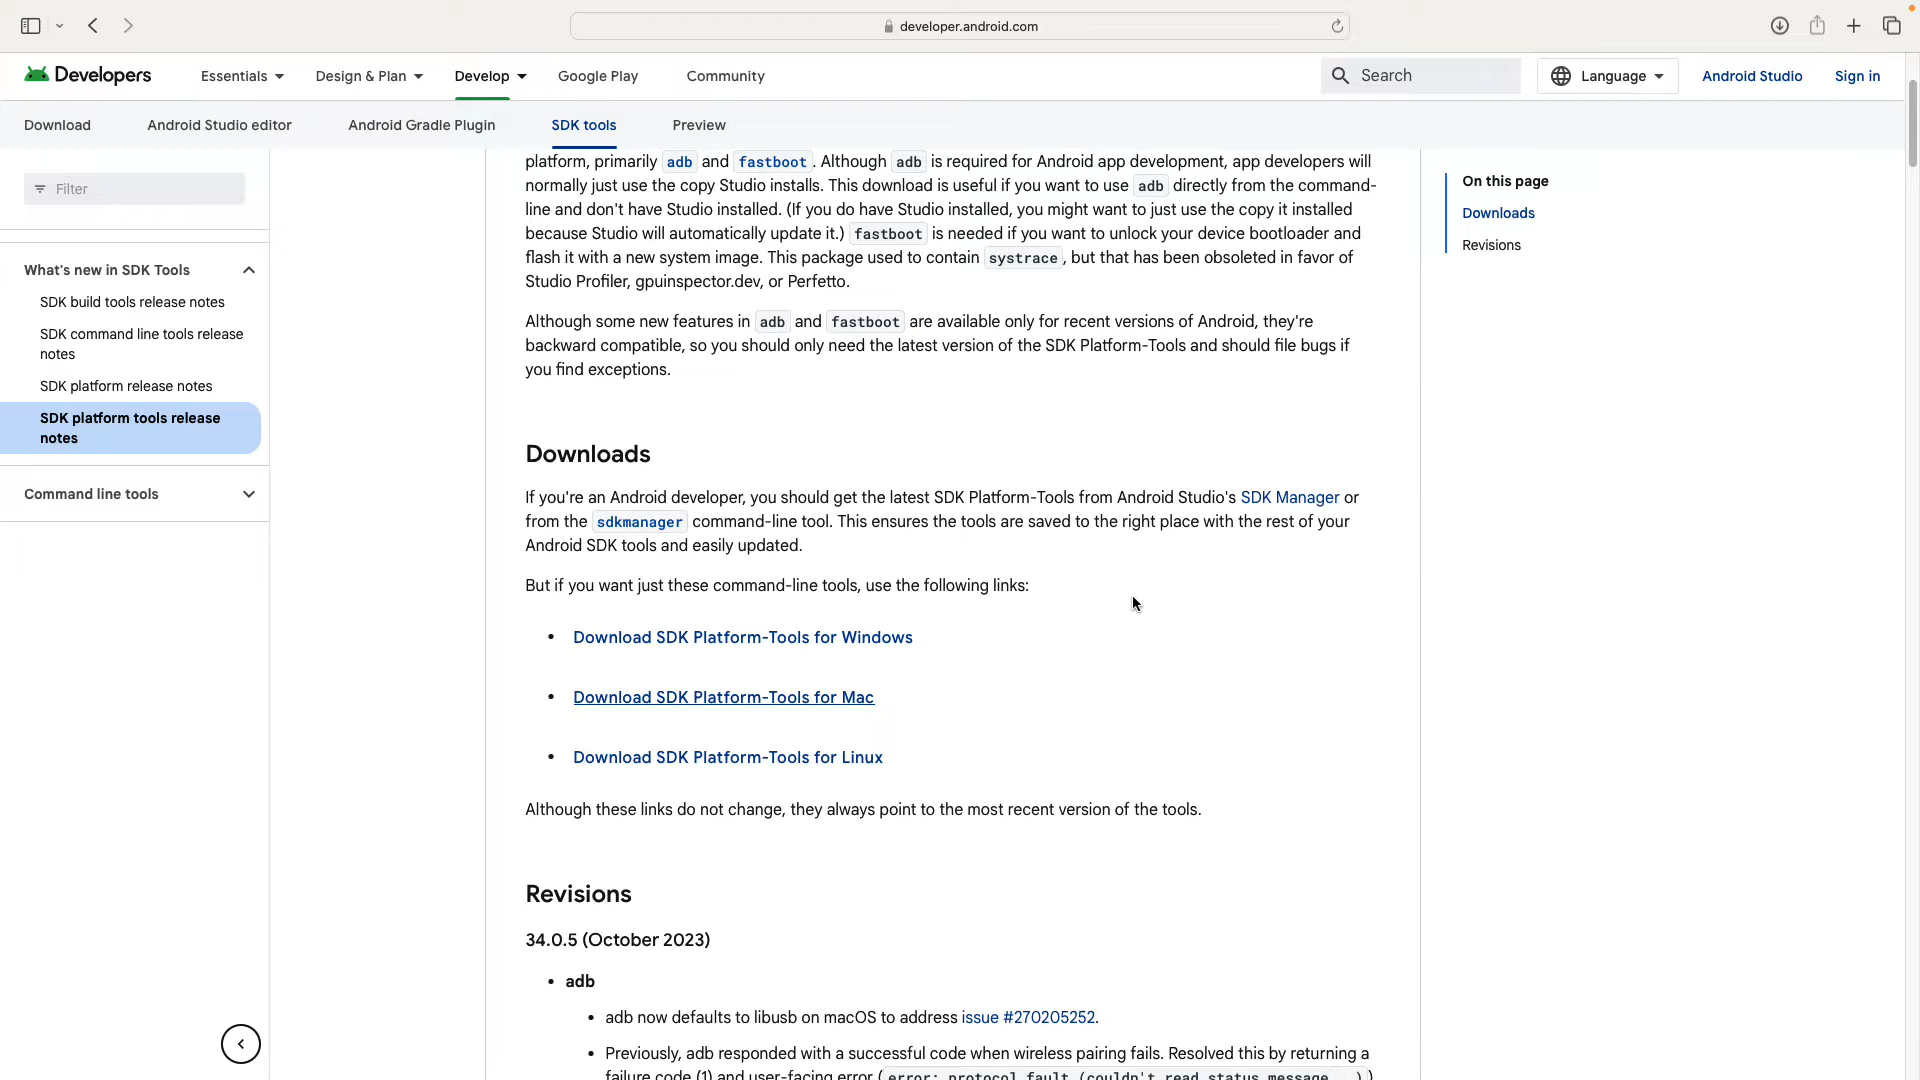 developer.android.com
Developers
Essentials
Design & Plan
Develop
Google Play
Community
Search
Language
Android Studio
Sign in
Download
Android Studio editor
Android Gradle Plugin
SDK tools
Preview
Filter
What's new in SDK Tools
SDK build tools release notes
SDK command line tools release
notes
SDK platform release notes
SDK platform tools release
notes
Command line tools
platform, primarily adb and fastboot. Although adb is required for Android app development, app developers will
normally just use the copy Studio installs. This download is useful if you want to use adb directly from the command-
line and don't have Studio installed. (If you do have Studio installed, you might want to just use the copy it installed
because Studio will automatically update it.) fastboot is needed if you want to unlock your device bootloader and
flash it with a new system image. This package used to contain systrace, but that has been obsoleted in favor of
Studio Profiler, gpuinspector.dev, or Perfetto.
Although some new features in adb and fastboot are available only for recent versions of Android, they're
backward compatible, so you should only need the latest version of the SDK Platform-Tools and should file bugs if
you find exceptions.
Downloads
If you're an Android developer, you should get the latest SDK Platform-Tools from Android Studio's SDK Manager or
from the sdkmanager command-line tool. This ensures the tools are saved to the right place with the rest of your
Android SDK tools and easily updated.
But if you want just these command-line tools, use the following links:
• Download SDK Platform-Tools for Windows
• Download SDK Platform-Tools for Mac
• Download SDK Platform-Tools for Linux
Although these links do not change, they always point to the most recent version of the tools.
Revisions
34.0.5 (October 2023)
• adb
• adb now defaults to libusb on macOS to address issue #270205252.
• Previously, adb responded with a successful code when wireless pairing fails. Resolved this by returning a
failure code (1) and user-facing error (error: protocol fault (couldn't read status message...))
On this page
Downloads
Revisions